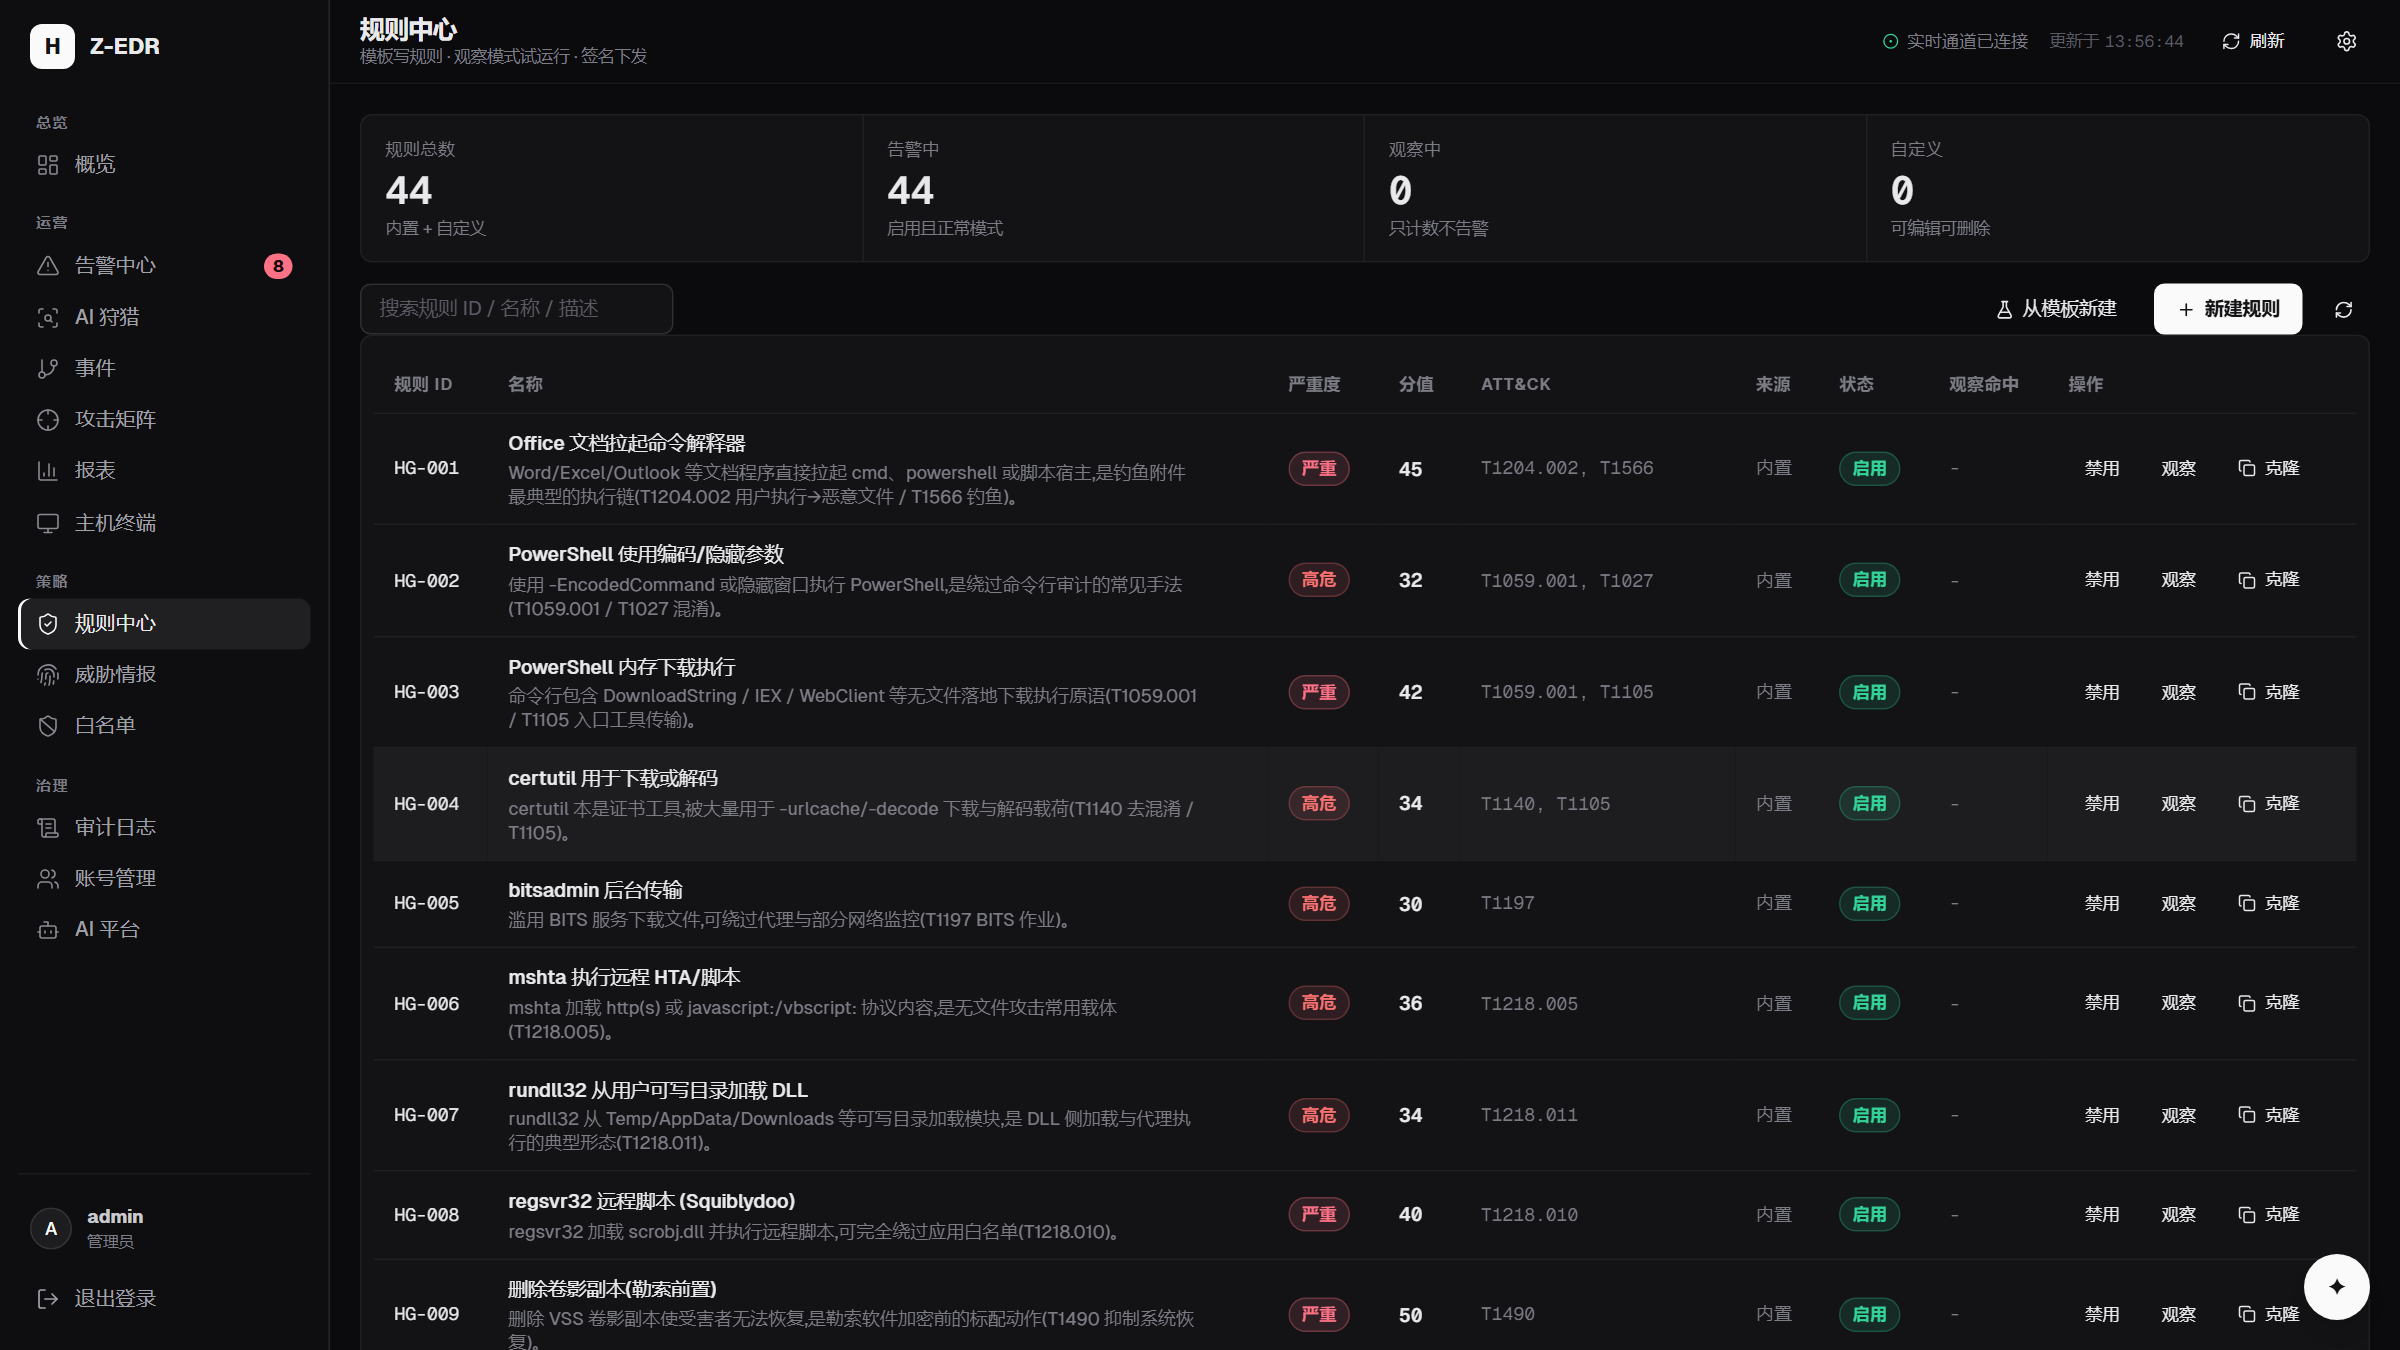 H Z-EDR
总览
概览
运营
告警中心 8
AI 狩猎
事件
攻击矩阵
报表
主机终端
策略
规则中心
威胁情报
白名单
治理
审计日志
账号管理
AI 平台
A admin
管理员
退出登录
规则中心
模板写规则 · 观察模式试运行 · 签名下发
实时通道已连接 更新于 13:56:44 刷新
规则总数
44
内置 + 自定义
告警中
44
启用且正常模式
观察中
0
只计数不告警
自定义
0
可编辑可删除
搜索规则 ID / 名称 / 描述 从模板新建 + 新建规则
规则 ID 名称 严重度 分值 ATT&CK 来源 状态 观察命中 操作
HG-001 Office 文档拉起命令解释器
Word/Excel/Outlook 等文档程序直接拉起 cmd、powershell 或脚本宿主,是钓鱼附件
最典型的执行链(T1204.002 用户执行→恶意文件 / T1566 钓鱼)。
严重 45 T1204.002, T1566 内置 启用 - 禁用 观察 克隆
HG-002 PowerShell 使用编码/隐藏参数
使用 -EncodedCommand 或隐藏窗口执行 PowerShell,是绕过命令行审计的常见手法
(T1059.001 / T1027 混淆)。
高危 32 T1059.001, T1027 内置 启用 - 禁用 观察 克隆
HG-003 PowerShell 内存下载执行
命令行包含 DownloadString / IEX / WebClient 等无文件落地下载执行原语(T1059.001
/ T1105 入口工具传输)。
严重 42 T1059.001, T1105 内置 启用 - 禁用 观察 克隆
HG-004 certutil 用于下载或解码
certutil 本是证书工具,被大量用于 -urlcache/-decode 下载与解码载荷(T1140 去混淆 /
T1105)。
高危 34 T1140, T1105 内置 启用 - 禁用 观察 克隆
HG-005 bitsadmin 后台传输
滥用 BITS 服务下载文件,可绕过代理与部分网络监控(T1197 BITS 作业)。
高危 30 T1197 内置 启用 - 禁用 观察 克隆
HG-006 mshta 执行远程 HTA/脚本
mshta 加载 http(s) 或 javascript:/vbscript: 协议内容,是无文件攻击常用载体
(T1218.005)。
高危 36 T1218.005 内置 启用 - 禁用 观察 克隆
HG-007 rundll32 从用户可写目录加载 DLL
rundll32 从 Temp/AppData/Downloads 等可写目录加载模块,是 DLL 侧加载与代理执
行的典型形态(T1218.011)。
高危 34 T1218.011 内置 启用 - 禁用 观察 克隆
HG-008 regsvr32 远程脚本 (Squiblydoo)
regsvr32 加载 scrobj.dll 并执行远程脚本,可完全绕过应用白名单(T1218.010)。
严重 40 T1218.010 内置 启用 - 禁用 观察 克隆
HG-009 删除卷影副本(勒索前置)
删除 VSS 卷影副本使受害者无法恢复,是勒索软件加密前的标配动作(T1490 抑制系统恢
复)。
严重 50 T1490 内置 启用 - 禁用 观察 克隆